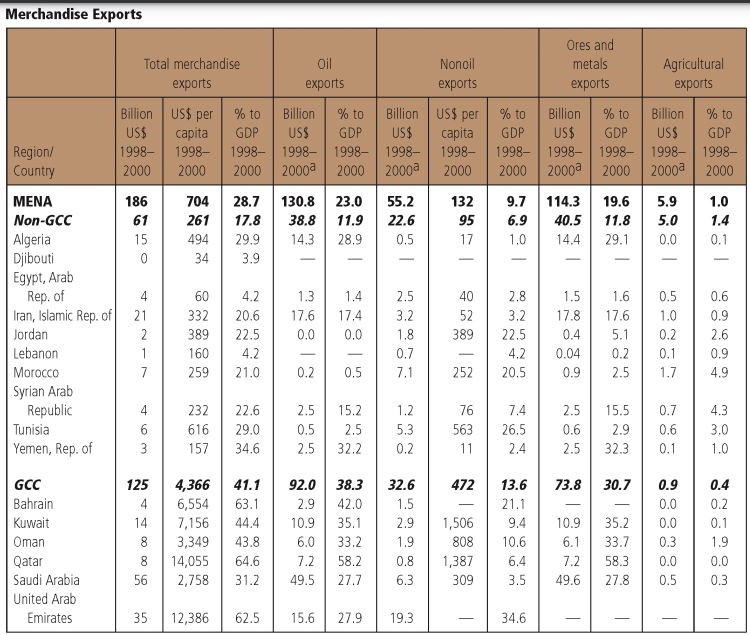 Merchandise Exports
Total merchandise exports Oil exports Nonoil exports Ores and metals exports Agricultural exports
Region/ Country Billion US$ 1998–2000 US$ per capita 1998–2000 % to GDP 1998–2000 Billion US$ 1998–2000a % to GDP 1998–2000 Billion US$ 1998–2000a US$ per capita 1998–2000 % to GDP 1998–2000 Billion US$ 1998–2000a % to GDP 1998–2000 Billion US$ 1998–2000a % to GDP 1998–2000
MENA 186 704 28.7 130.8 23.0 55.2 132 9.7 114.3 19.6 5.9 1.0
Non-GCC 61 261 17.8 38.8 11.9 22.6 95 6.9 40.5 11.8 5.0 1.4
Algeria 15 494 29.9 14.3 28.9 0.5 17 1.0 14.4 29.1 0.0 0.1
Djibouti 0 34 3.9 — — — — — — — — —
Egypt, Arab
Rep. of 4 60 4.2 1.3 1.4 2.5 40 2.8 1.5 1.6 0.5 0.6
Iran, Islamic Rep. of 21 332 20.6 17.6 17.4 3.2 52 3.2 17.8 17.6 1.0 0.9
Jordan 2 389 22.5 0.0 0.0 1.8 389 22.5 0.4 5.1 0.2 2.6
Lebanon 1 160 4.2 — — 0.7 — 4.2 0.04 0.2 0.1 0.9
Morocco 7 259 21.0 0.2 0.5 7.1 252 20.5 0.9 2.5 1.7 4.9
Syrian Arab
Republic 4 232 22.6 2.5 15.2 1.2 76 7.4 2.5 15.5 0.7 4.3
Tunisia 6 616 29.0 0.5 2.5 5.3 563 26.5 0.6 2.9 0.6 3.0
Yemen, Rep. of 3 157 34.6 2.5 32.2 0.2 11 2.4 2.5 32.3 0.1 1.0
GCC 125 4,366 41.1 92.0 38.3 32.6 472 13.6 73.8 30.7 0.9 0.4
Bahrain 4 6,554 63.1 2.9 42.0 1.5 — 21.1 — — 0.0 0.2
Kuwait 14 7,156 44.4 10.9 35.1 2.9 1,506 9.4 10.9 35.2 0.0 0.1
Oman 8 3,349 43.8 6.0 33.2 1.9 808 10.6 6.1 33.7 0.3 1.9
Qatar 8 14,055 64.6 7.2 58.2 0.8 1,387 6.4 7.2 58.3 0.0 0.0
Saudi Arabia 56 2,758 31.2 49.5 27.7 6.3 309 3.5 49.6 27.8 0.5 0.3
United Arab
Emirates 35 12,386 62.5 15.6 27.9 19.3 — 34.6 — — — —